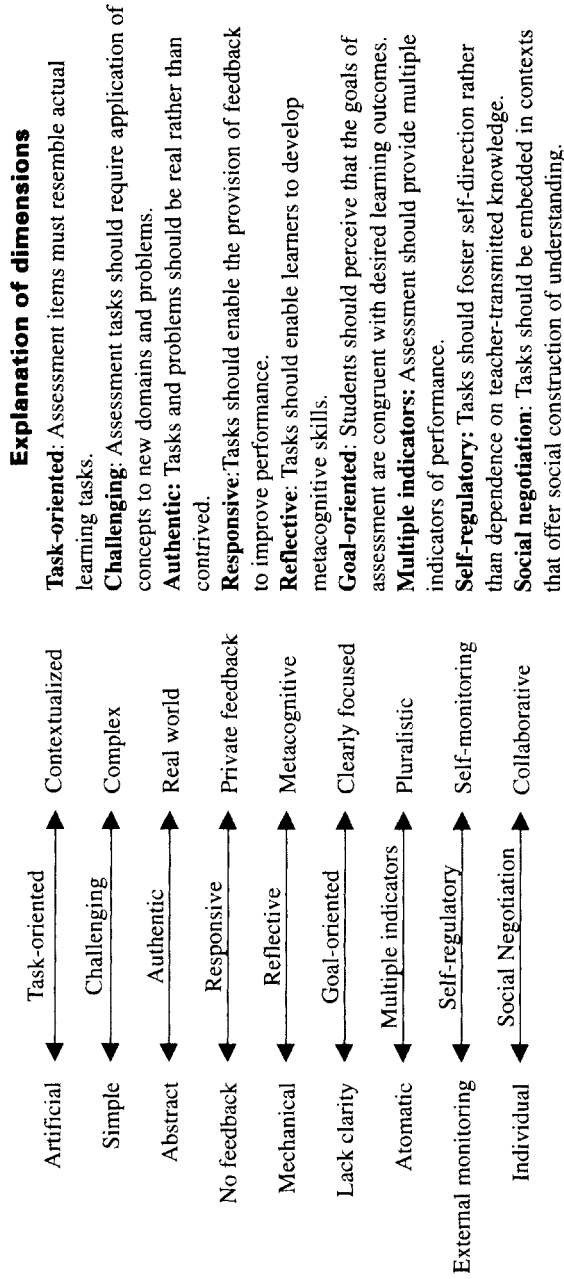 Artificial Task-oriented Contextualized
Simple Challenging Complex
Abstract Authentic Real world
No feedback Responsive Private feedback
Mechanical Reflective Metacognitive
Lack clarity Goal-oriented Clearly focused
Atomatic Multiple indicators Pluralistic
External monitoring Self-regulatory Self-monitoring
Individual Social Negotiation Collaborative
Explanation of dimensions
Task-oriented: Assessment items must resemble actual
learning tasks.
Challenging: Assessment tasks should require application of
concepts to new domains and problems.
Authentic: Tasks and problems should be real rather than
contrived.
Responsive:Tasks should enable the provision of feedback
to improve performance.
Reflective: Tasks should enable learners to develop
metacognitive skills.
Goal-oriented: Students should perceive that the goals of
assessment are congruent with desired learning outcomes.
Multiple indicators: Assessment should provide multiple
indicators of performance.
Self-regulatory: Tasks should foster self-direction rather
than dependence on teacher-transmitted knowledge.
Social negotiation: Tasks should be embedded in contexts
that offer social construction of understanding.